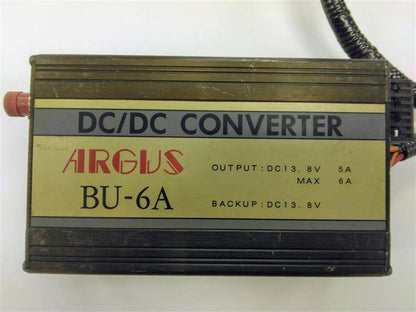 DC/DC CONVERTER
ARGUS
OUTPUT:DC13.8V 5A
MAX 6A
BU-6A
BACKUP:DC13.8V